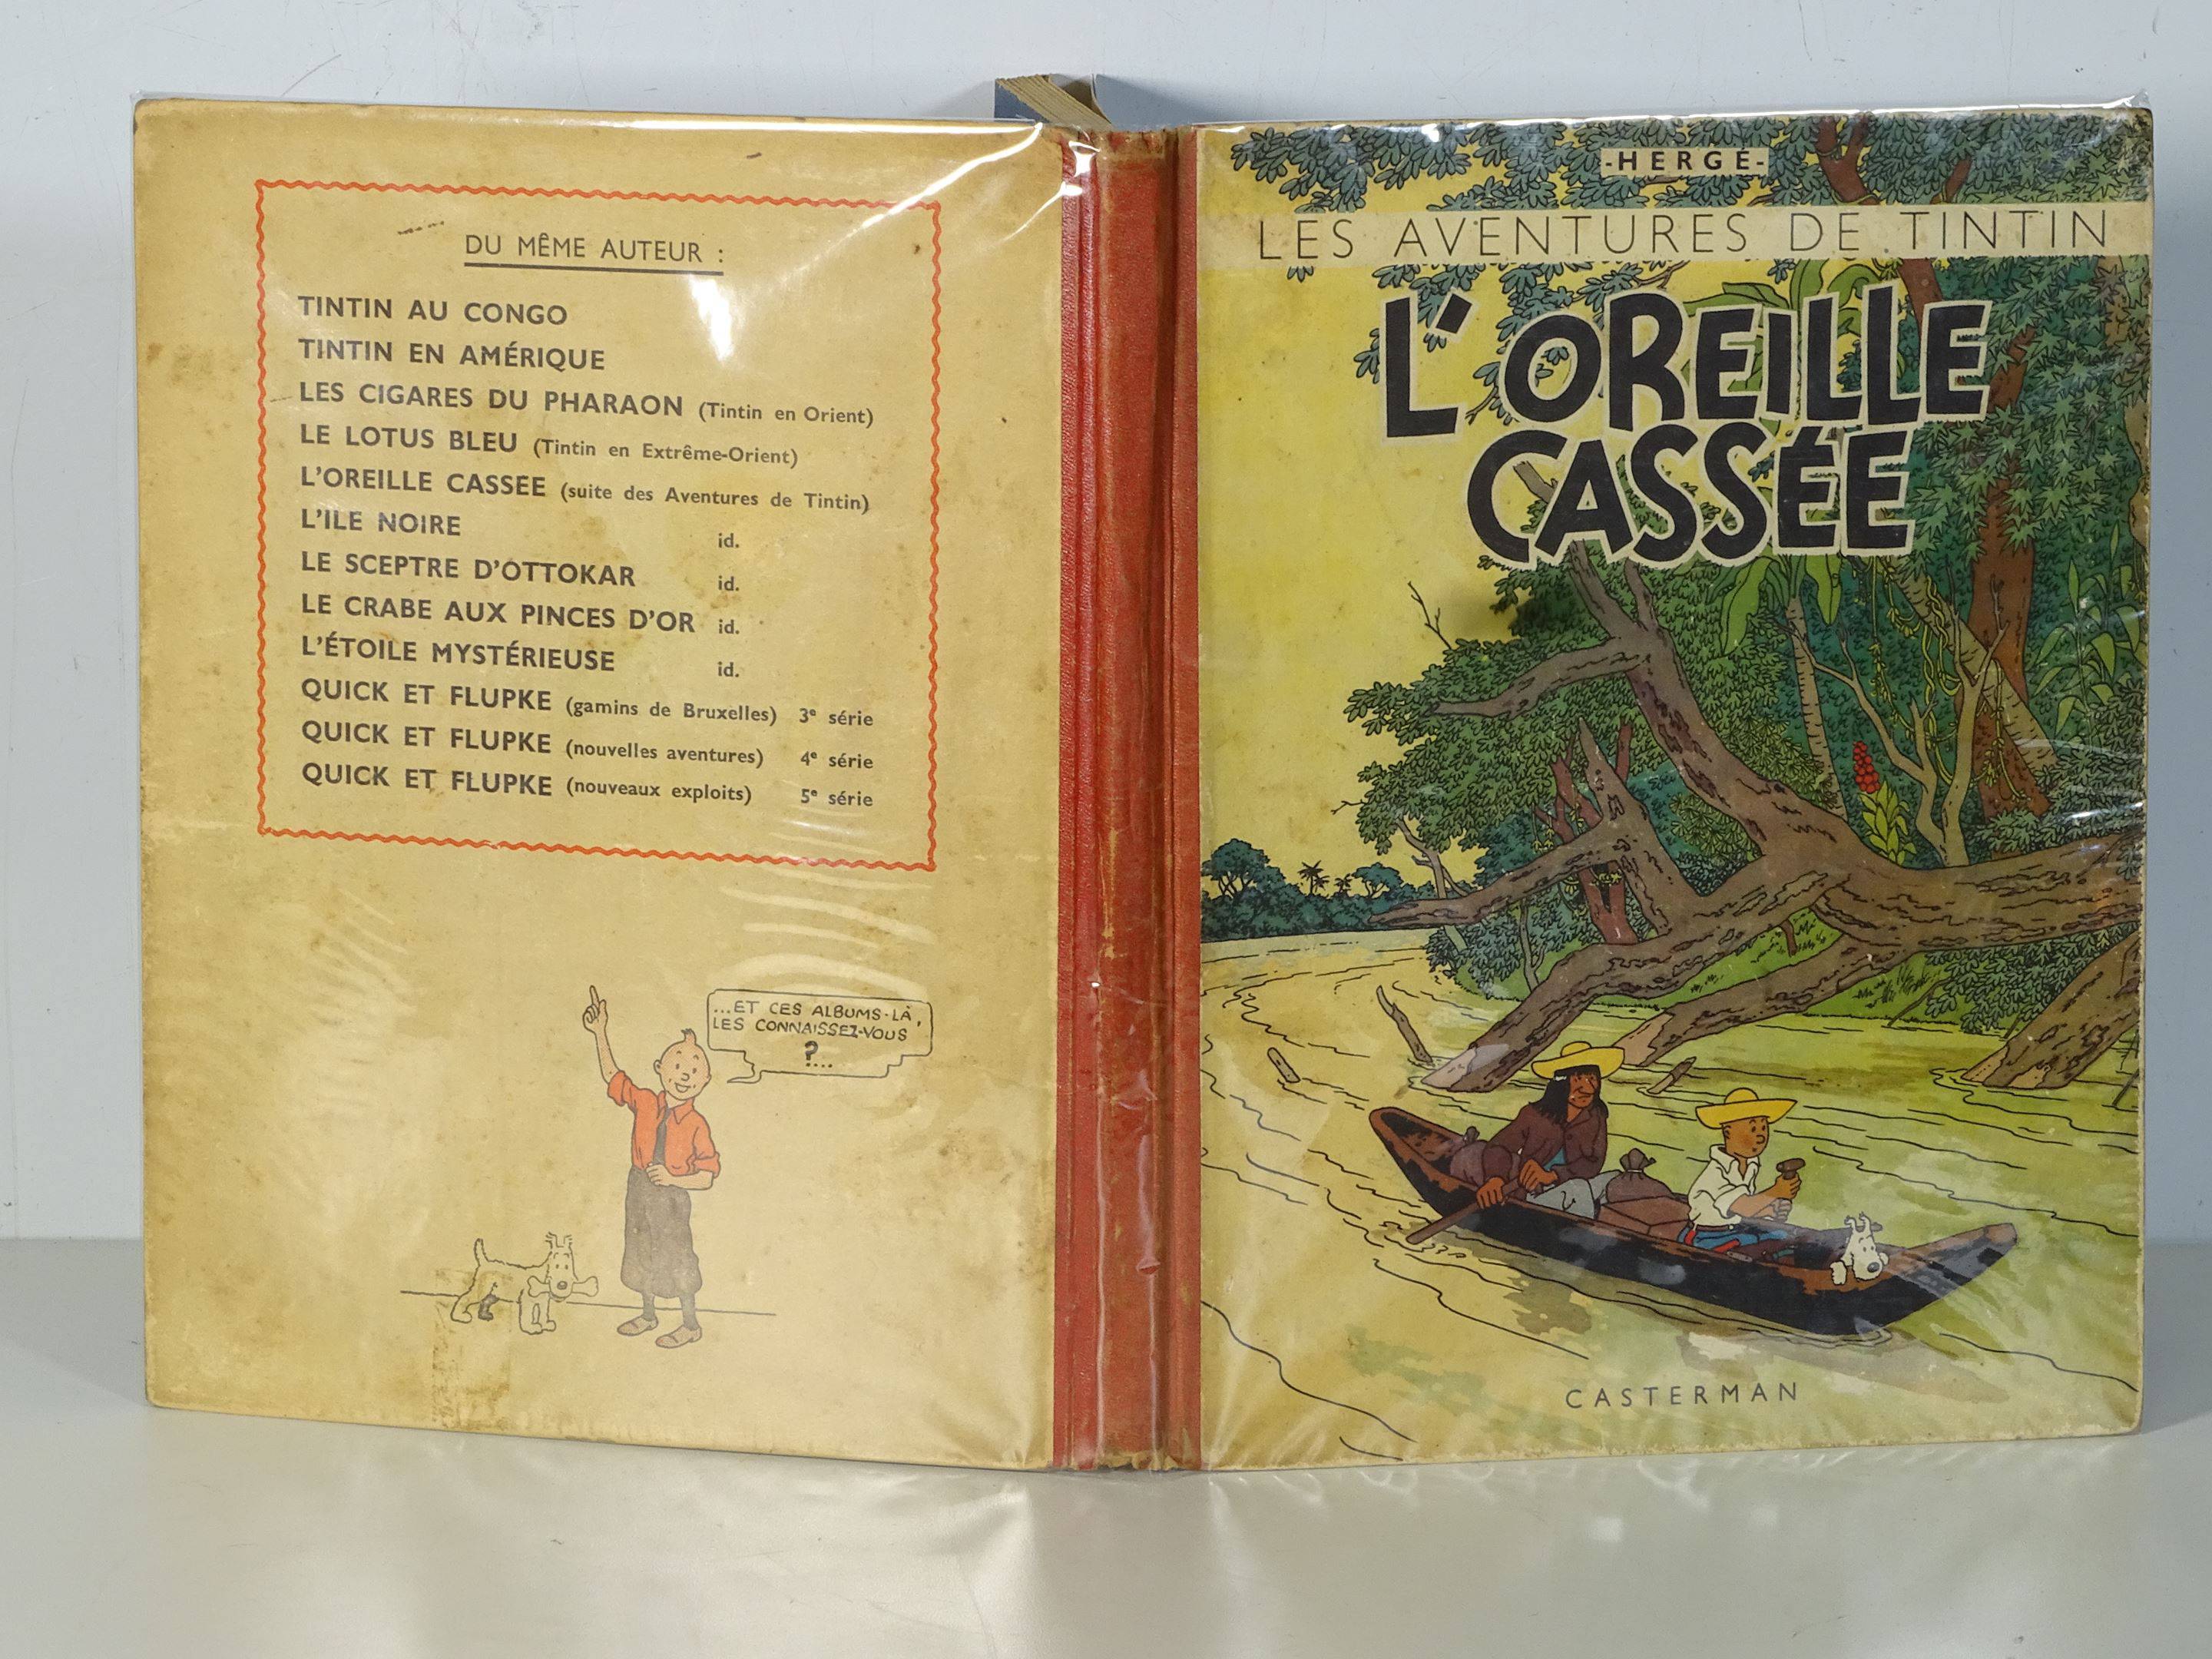 DU MÊME AUTEUR :
TINTIN AU CONGO
TINTIN EN AMÉRIQUE
LES CIGARES DU PHARAON (Tintin en Orient)
LE LOTUS BLEU (Tintin en Extrême-Orient)
L'OREILLE CASSEE (suite des Aventures de Tintin)
L'ILE NOIRE id.
LE SCEPTRE D'OTTOKAR id.
LE CRABE AUX PINCES D'OR id.
L'ÉTOILE MYSTÉRIEUSE id.
QUICK ET FLUPKE (gamins de Bruxelles) 3e série
QUICK ET FLUPKE (nouvelles aventures) 4e série
QUICK ET FLUPKE (nouveaux exploits) 5e série
...ET CES ALBUMS-LÀ,
LES CONNAISSEZ-VOUS
?...
-HERGÉ-
LES AVENTURES DE TINTIN
L'OREILLE
CASSÉE
CASTERMAN